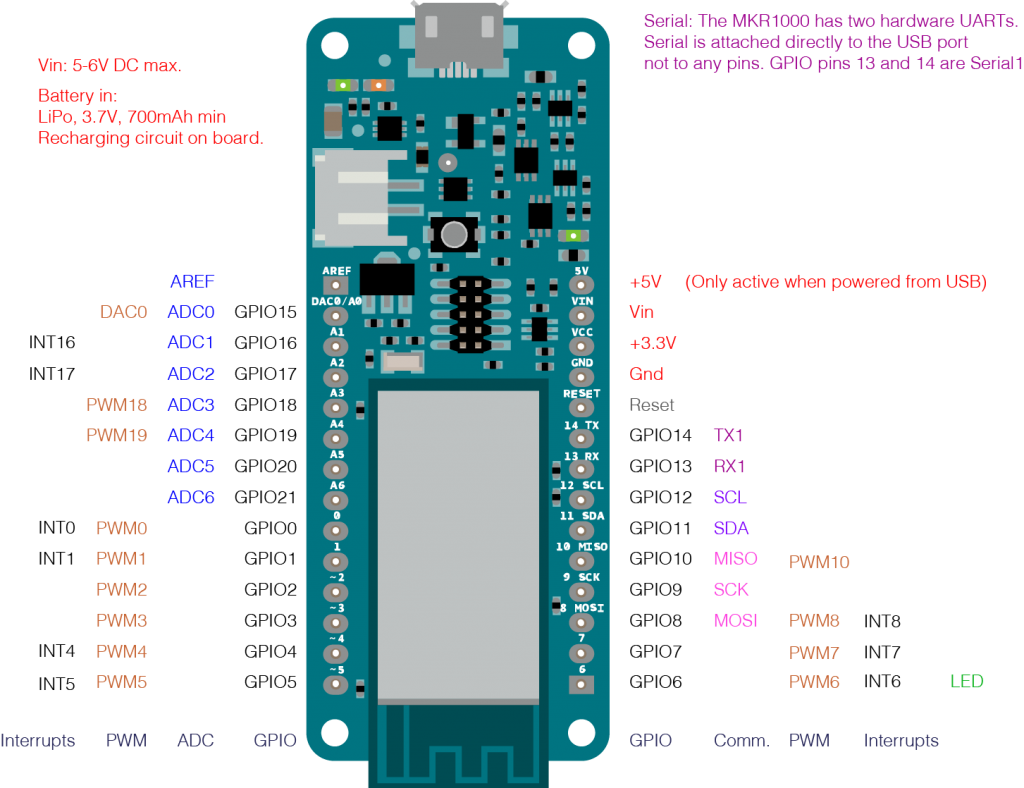 Serial: The MKR1000 has two hardware UARTs.
Serial is attached directly to the USB port
not to any pins. GPIO pins 13 and 14 are Serial1
Vin: 5-6V DC max.
Battery in:
LiPo, 3.7V, 700mAh min
Recharging circuit on board.
AREF AREF 5V +5V (Only active when powered from USB)
DAC0 ADC0 GPIO15 DAC0/A0 VIN Vin
INT16 ADC1 GPIO16 A1 VCC +3.3V
INT17 ADC2 GPIO17 A2 GND Gnd
PWM18 ADC3 GPIO18 A3 RESET Reset
PWM19 ADC4 GPIO19 A4 14 TX GPIO14 TX1
ADC5 GPIO20 A5 13 RX GPIO13 RX1
ADC6 GPIO21 A6 12 SCL GPIO12 SCL
INT0 PWM0 GPIO0 0 11 SDA GPIO11 SDA
INT1 PWM1 GPIO1 1 10 MISO GPIO10 MISO PWM10
PWM2 GPIO2 ~2 9 SCK GPIO9 SCK
PWM3 GPIO3 ~3 8 MOSI GPIO8 MOSI PWM8 INT8
INT4 PWM4 GPIO4 ~4 7 GPIO7 PWM7 INT7
INT5 PWM5 GPIO5 ~5 6 GPIO6 PWM6 INT6 LED
Interrupts PWM ADC GPIO GPIO Comm. PWM Interrupts